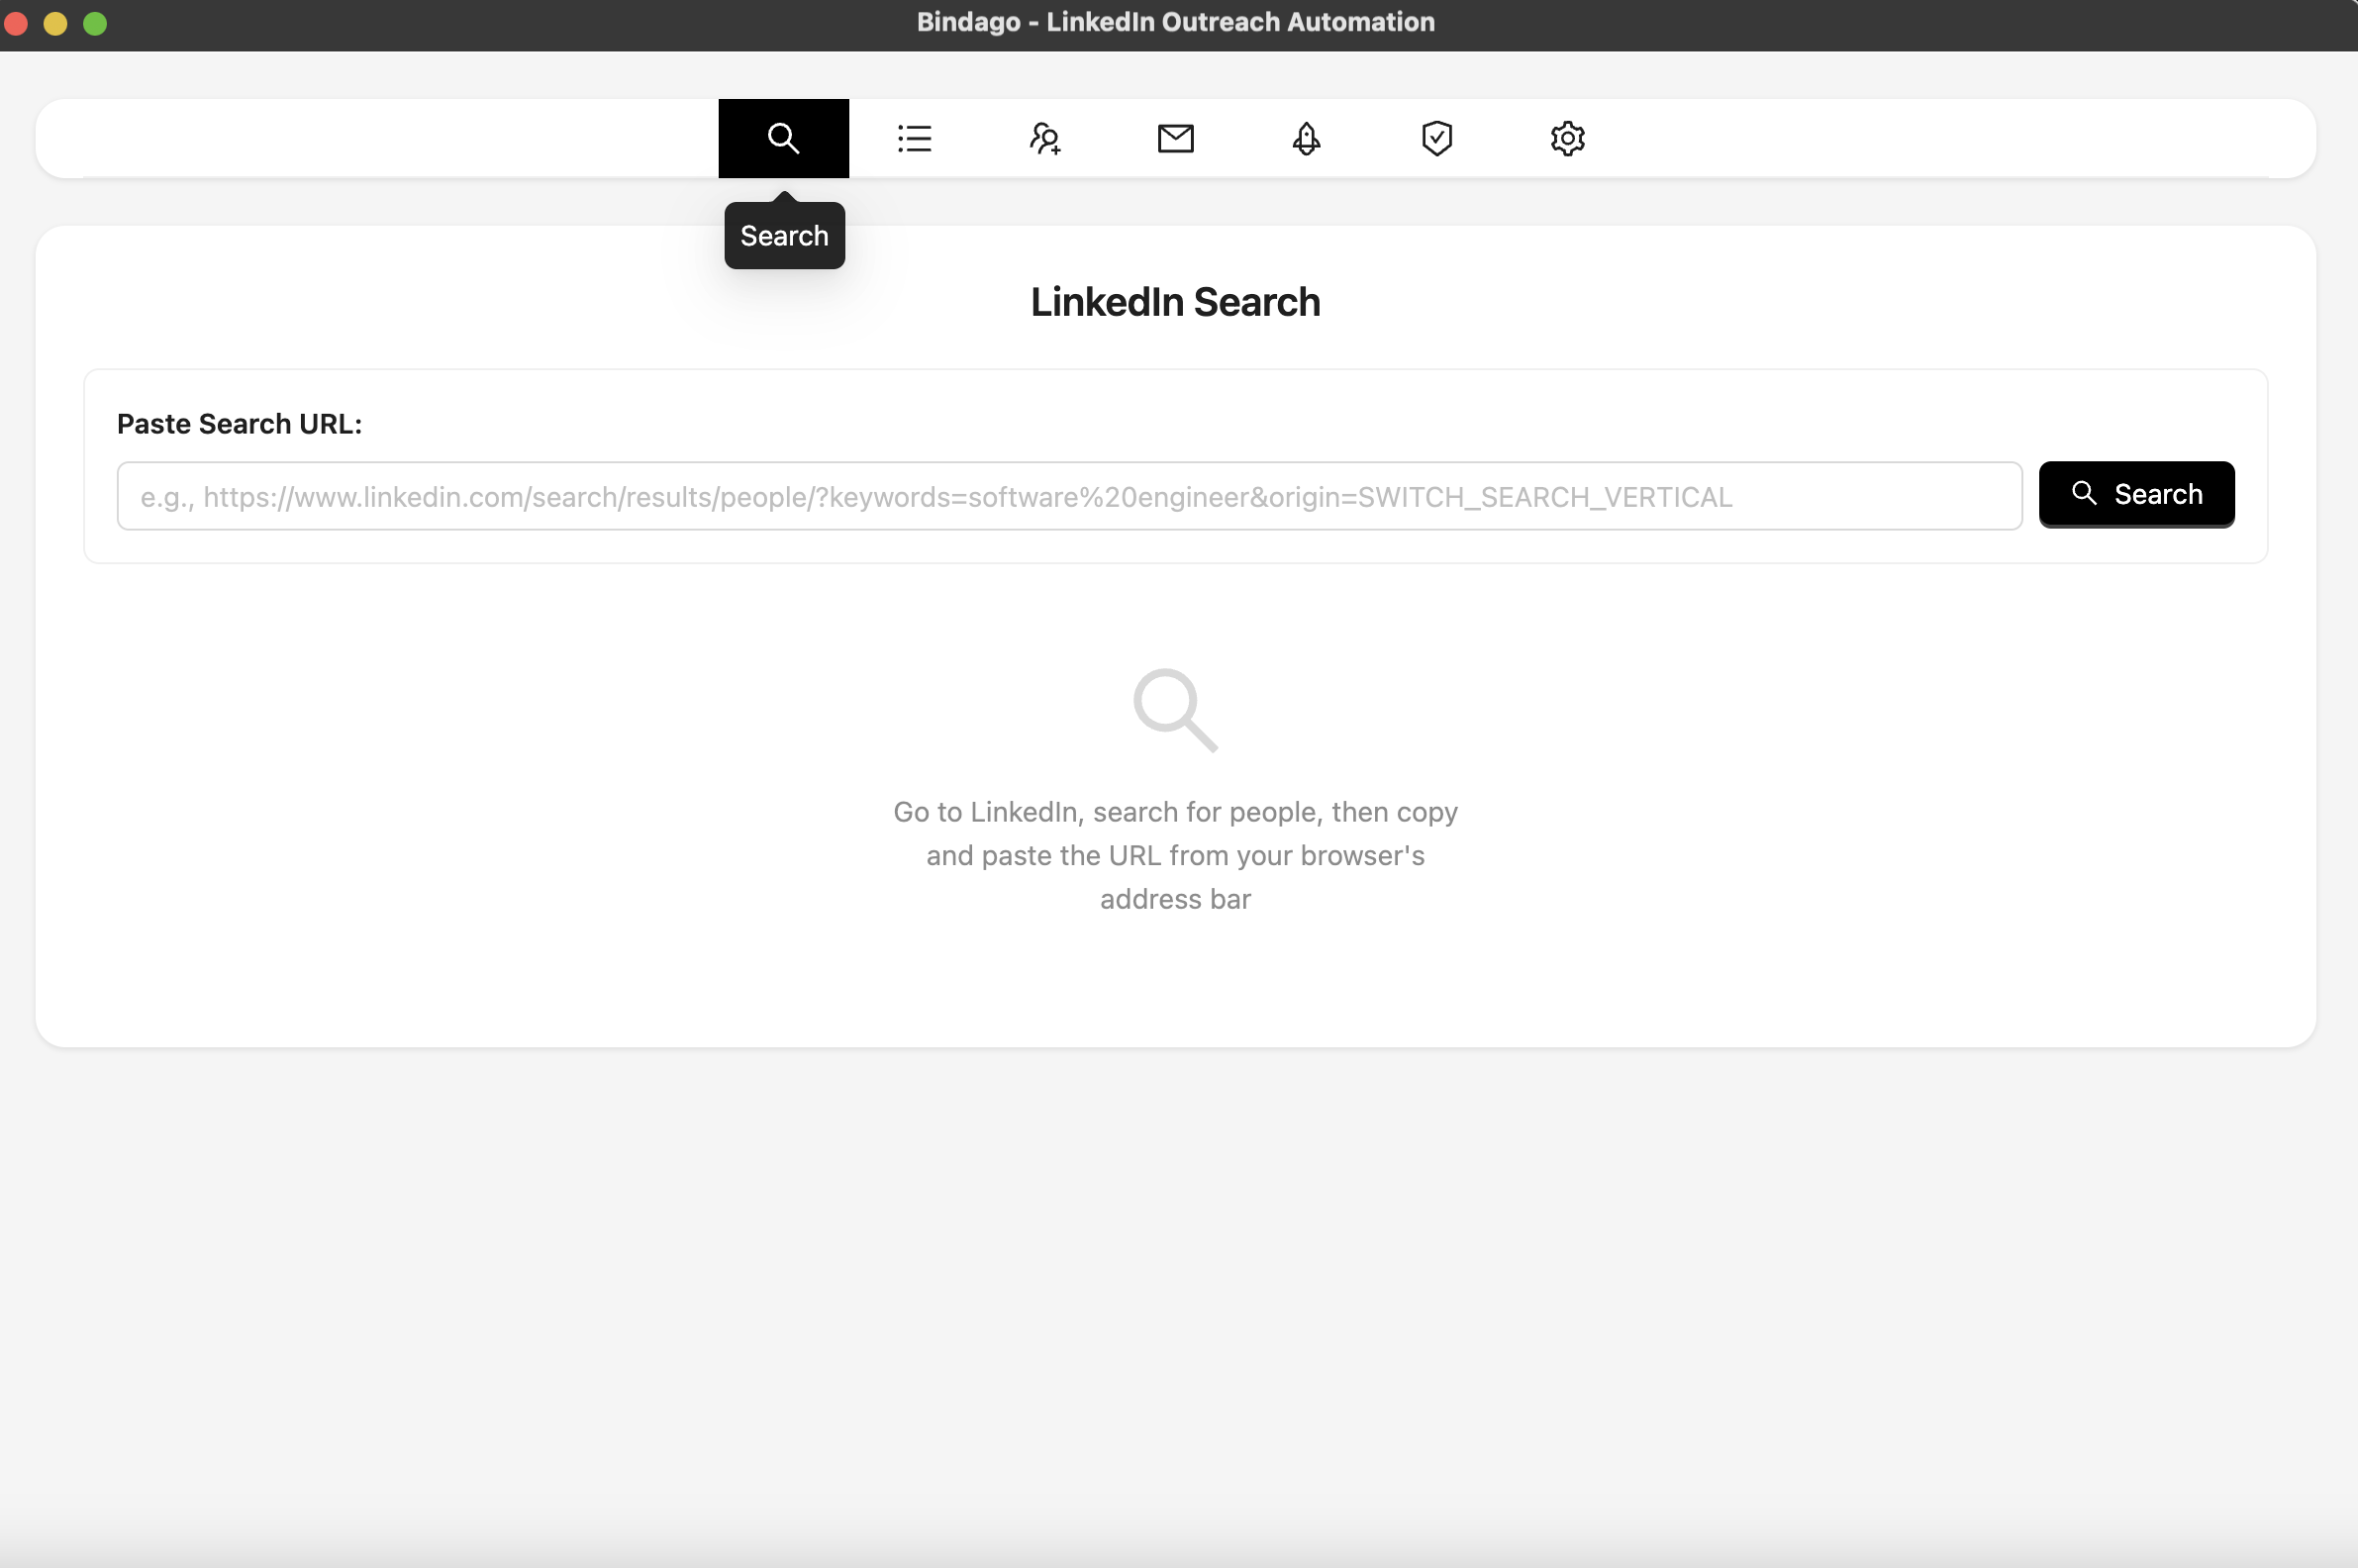 Bindago - LinkedIn Outreach Automation
Search
LinkedIn Search
Paste Search URL:
e.g., https://www.linkedin.com/search/results/people/?keywords=software%20engineer&origin=SWITCH_SEARCH_VERTICAL
Search
Go to LinkedIn, search for people, then copy
and paste the URL from your browser's
address bar